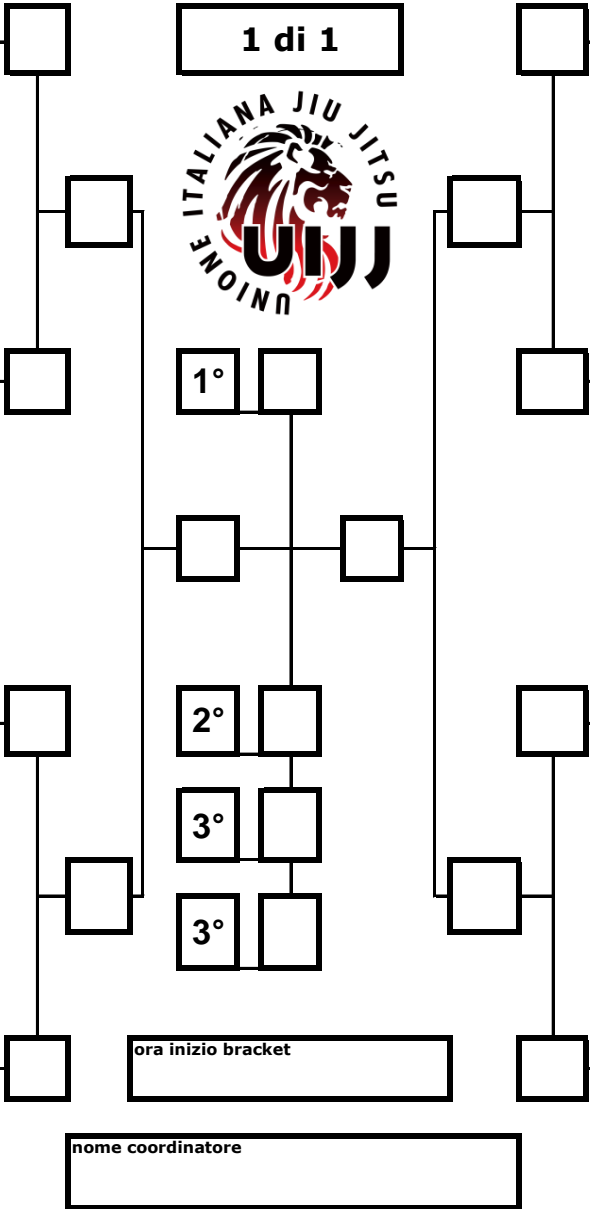 1 di 1
UNIONE ITALIANA JIU JITSU
UIJJ
1°
2°
3°
3°
ora inizio bracket
nome coordinatore